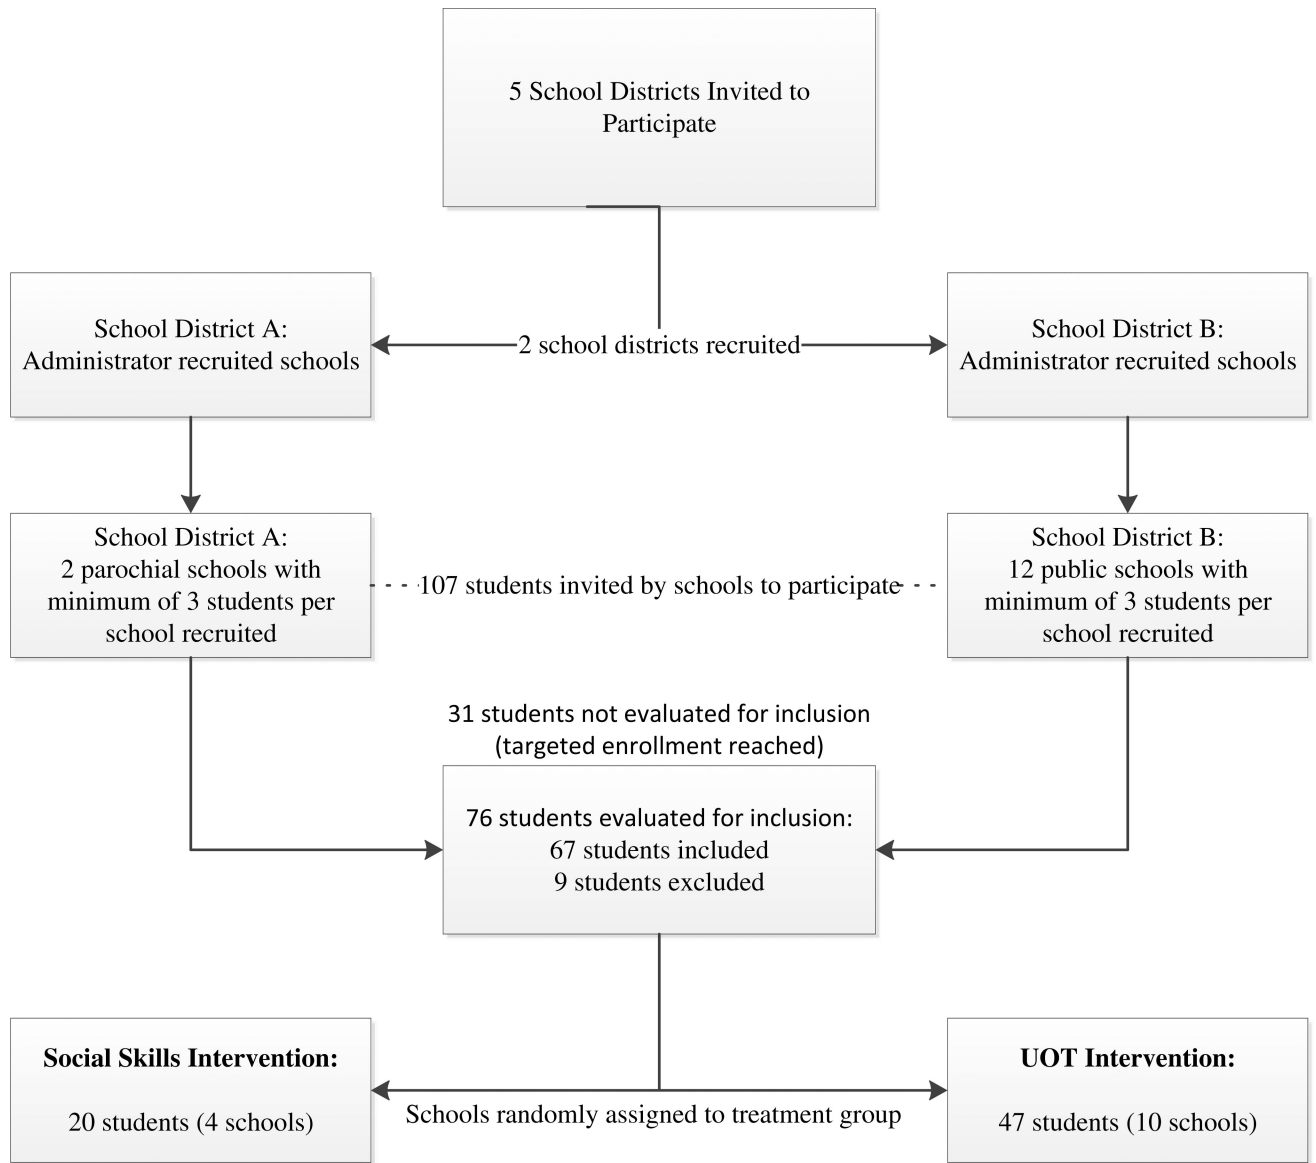 5 School Districts Invited to
Participate
School District A:
Administrator recruited schools
2 school districts recruited
School District B:
Administrator recruited schools
School District A:
2 parochial schools with
minimum of 3 students per
school recruited
107 students invited by schools to participate
School District B:
12 public schools with
minimum of 3 students per
school recruited
31 students not evaluated for inclusion
(targeted enrollment reached)
76 students evaluated for inclusion:
67 students included
9 students excluded
Social Skills Intervention:
20 students (4 schools)
Schools randomly assigned to treatment group
UOT Intervention:
47 students (10 schools)